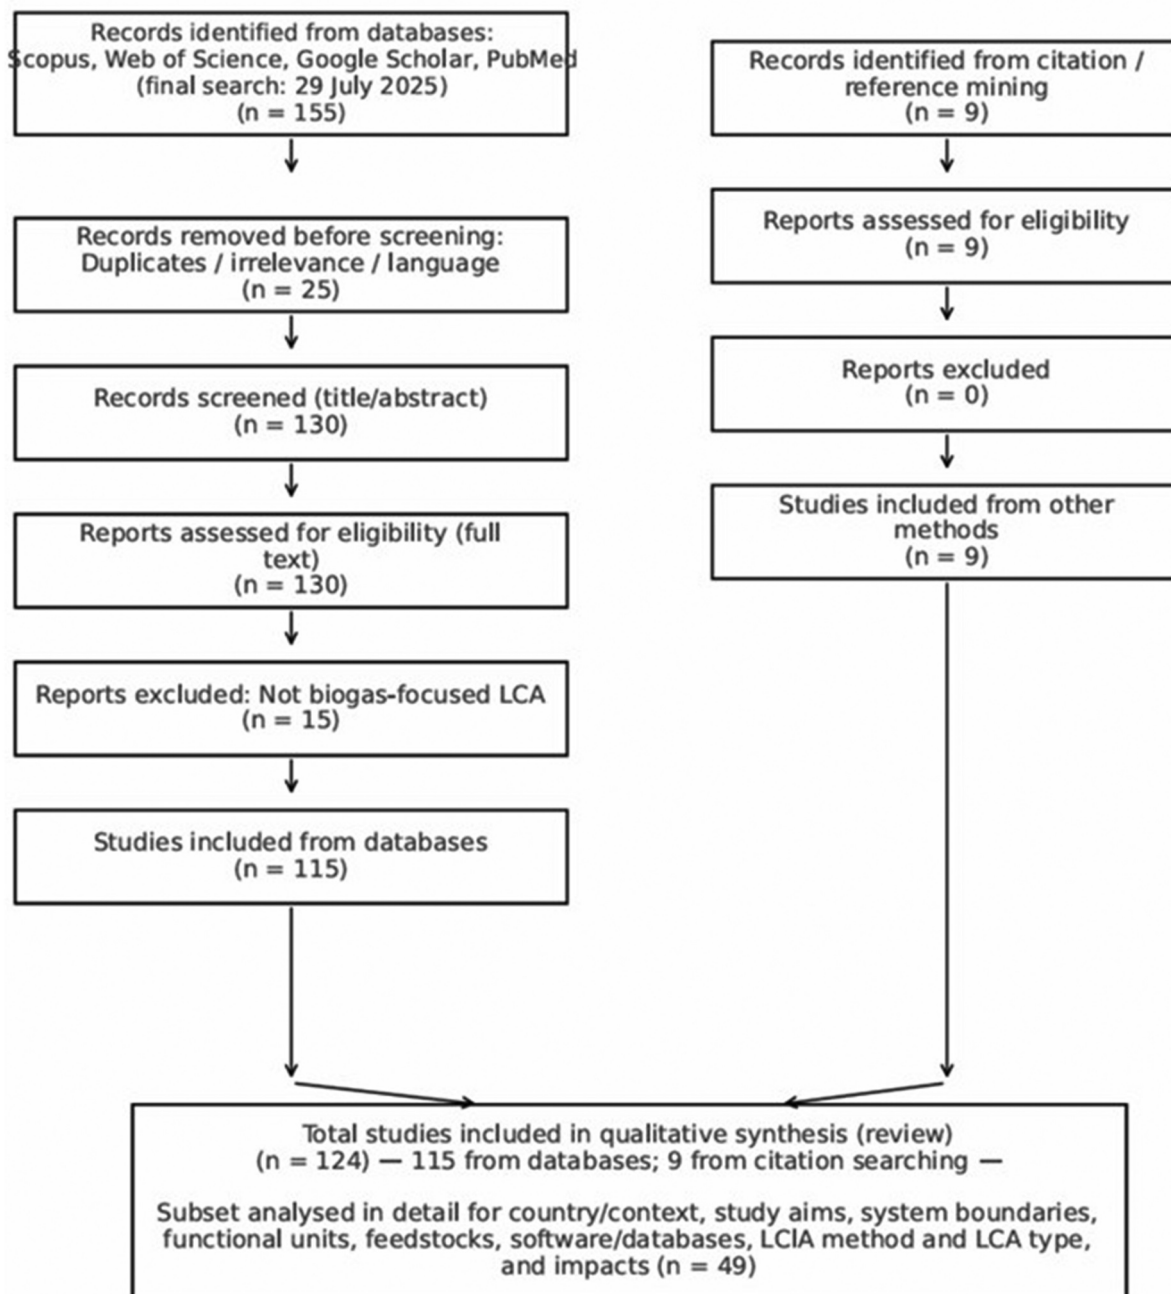 Records identified from databases:
Scopus, Web of Science, Google Scholar, PubMed
(final search: 29 July 2025)
(n = 155)
Records removed before screening:
Duplicates / irrelevance / language
(n = 25)
Records screened (title/abstract)
(n = 130)
Reports assessed for eligibility (full
text)
(n = 130)
Reports excluded: Not biogas-focused LCA
(n = 15)
Studies included from databases
(n = 115)
Records identified from citation /
reference mining
(n = 9)
Reports assessed for eligibility
(n = 9)
Reports excluded
(n = 0)
Studies included from other
methods
(n = 9)
Total studies included in qualitative synthesis (review)
(n = 124) — 115 from databases; 9 from citation searching —
Subset analysed in detail for country/context, study aims, system boundaries,
functional units, feedstocks, software/databases, LCIA method and LCA type,
and impacts (n = 49)